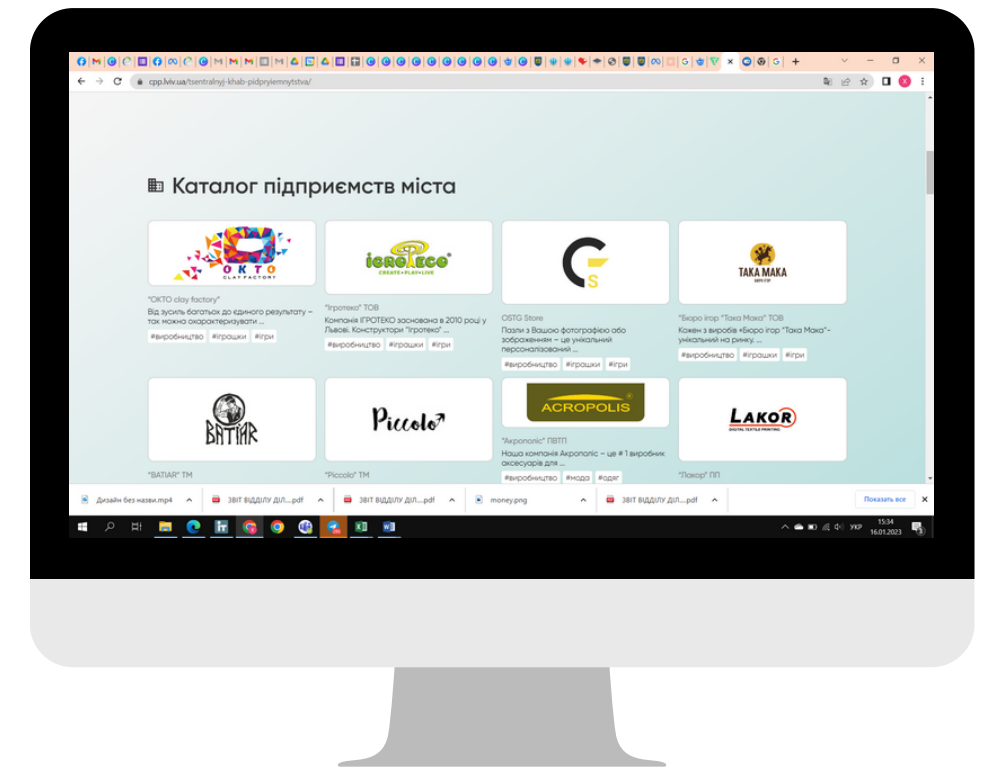 cpp.lviv.ua/tsentralnyj-khab-pidpryiemnytstva/
Каталог підприємств міста
OKTO
CLAY FACTORY
"OKTO clay factory"
Від зусиль багатьох до єдиного результату –
так можна охарактеризувати ...
#виробництво #іграшки #ігри
IGROTECO
CREATE•PLAY•LIVE
"Ігротеко" ТОВ
Компанія ІГРОТЕКО заснована в 2010 році у
Львові. Конструктори "Ігротеко" ...
#виробництво #іграшки #ігри
S
OSTG Store
Пазли з Вашою фотографією або
зображенням – це унікальний
персоналізований ...
#виробництво #іграшки #ігри
ТАКА МАКА
БЮРО ІГОР
"Бюро ігор "Така Мака" ТОВ
Кожен з виробів «Бюро ігор "Така Мака"-
унікальний на ринку. ...
#виробництво #іграшки #ігри
BATIAR
"BATIAR" ТМ
Piccolo
"Piccolo" ТМ
ACROPOLIS
"Акрополіс" ПВТП
Наша компанія Акрополіс – це # 1 виробник
аксесуарів для ...
#виробництво #мода #одяг
LAKOR
DIGITAL TEXTILE PRINTING
"Лакор" ПП
Дизайн без назви.mp4
ЗВІТ ВІДДІЛУ ДІЛ....pdf
ЗВІТ ВІДДІЛУ ДІЛ....pdf
money.png
ЗВІТ ВІДДІЛУ ДІЛ....pdf
Показать все
УКР
15:34
16.01.2023